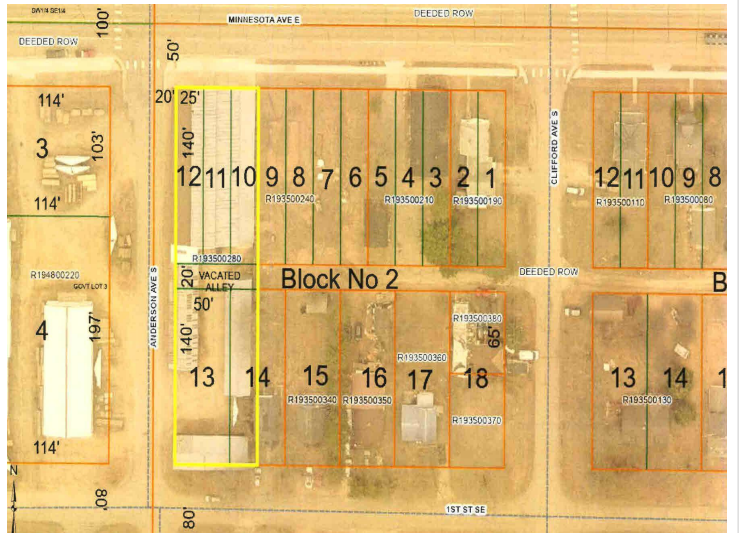 SW1/4 SE1/4
100'
MINNESOTA AVE E
DEEDED ROW
DEEDED ROW
50'
20'
25'
114'
3
103'
114'
140'
12
11
10
9
8
7
6
5
4
3
2
1
R193500240
R193500210
R193500190
CLIFFORD AVE S
12
11
10
9
8
R193500110
R193500080
R193500280
R194800220
GOVT LOT 3
ANDERSON AVE S
20'
VACATED
ALLEY
50'
Block No 2
DEEDED ROW
B
4
197'
140'
13
14
15
16
17
18
R193500380
65'
R193500360
R193500340
R193500350
R193500370
13
14
1
R193500130
114'
N
80'
80'
1ST ST SE